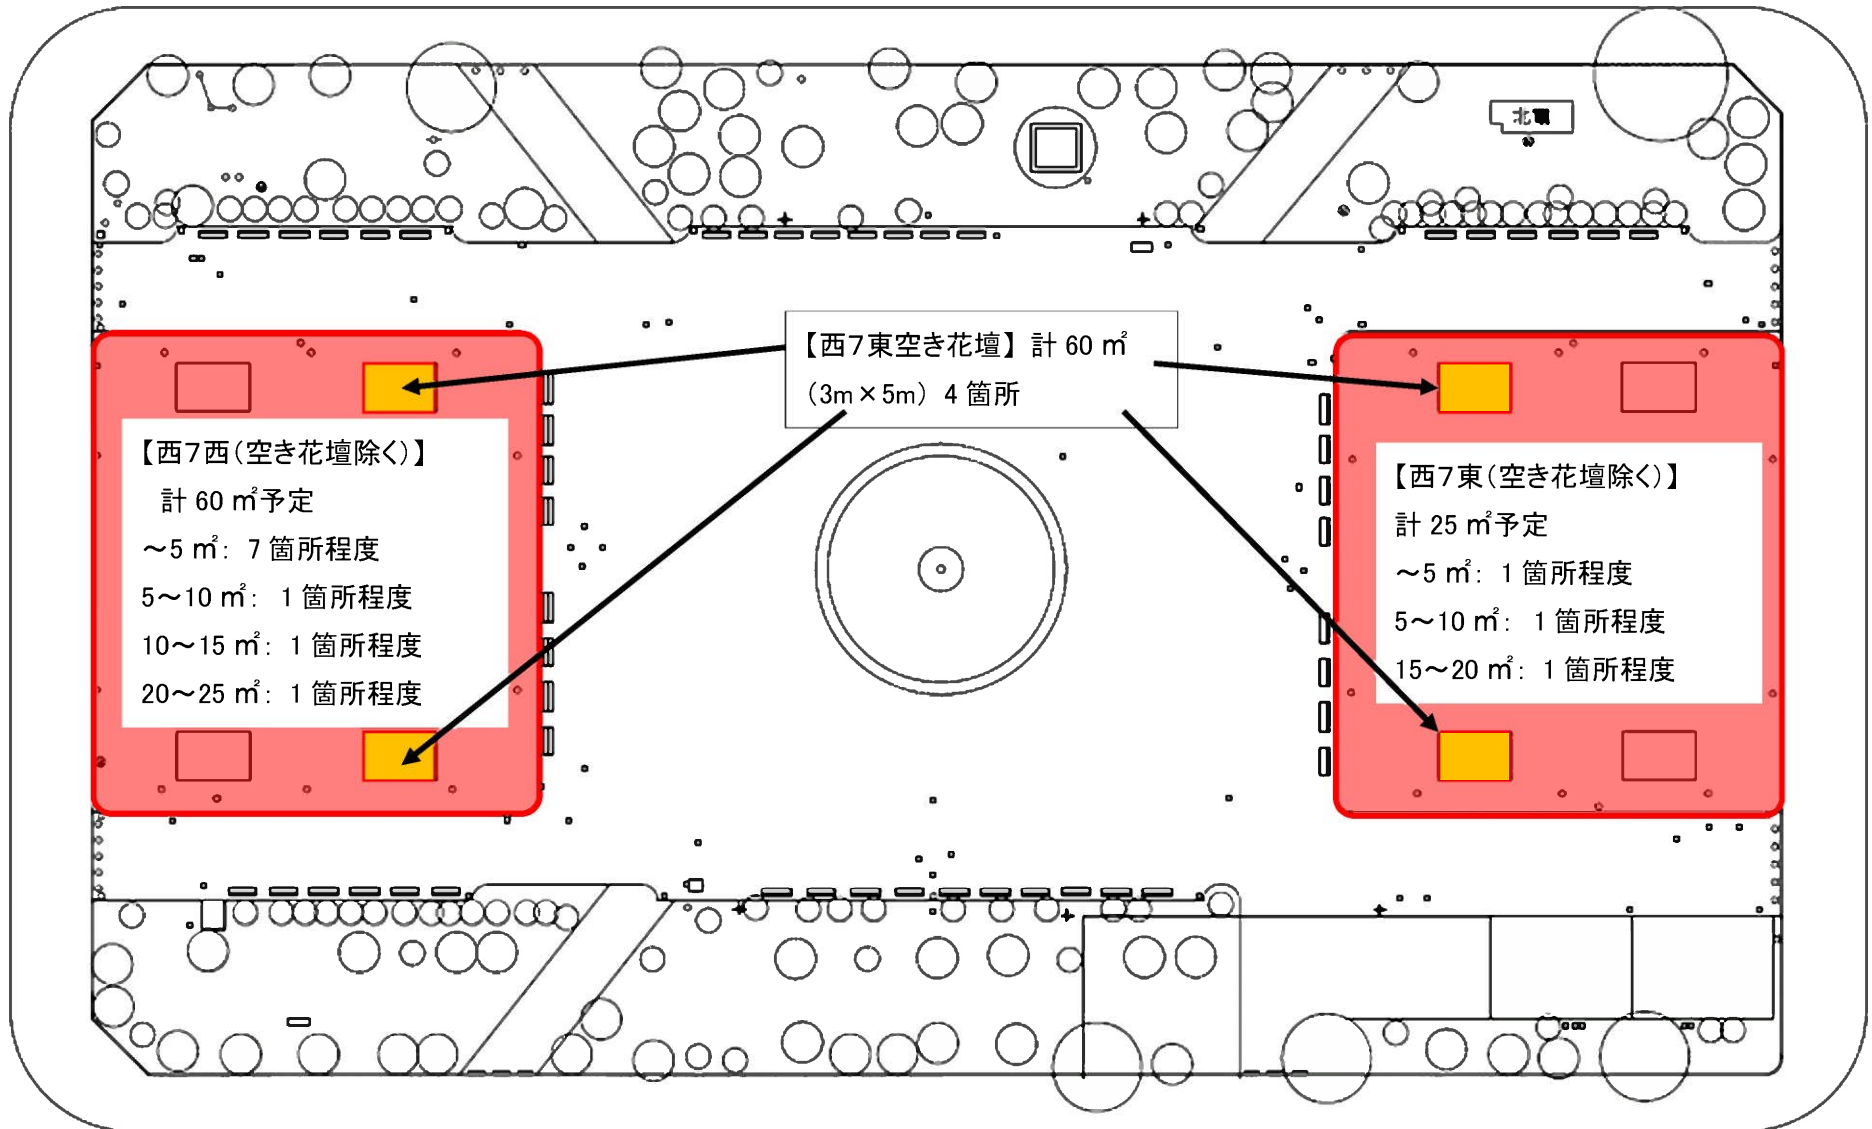 北
【西7東空き花壇】 計 60 ㎡
（3m×5m） 4 箇所
【西7西（空き花壇除く）】
計 60 ㎡予定
～5 ㎡： 7 箇所程度
5～10 ㎡： 1 箇所程度
10～15 ㎡： 1 箇所程度
20～25 ㎡： 1 箇所程度
【西7東（空き花壇除く）】
計 25 ㎡予定
～5 ㎡： 1 箇所程度
5～10 ㎡： 1 箇所程度
15～20 ㎡： 1 箇所程度